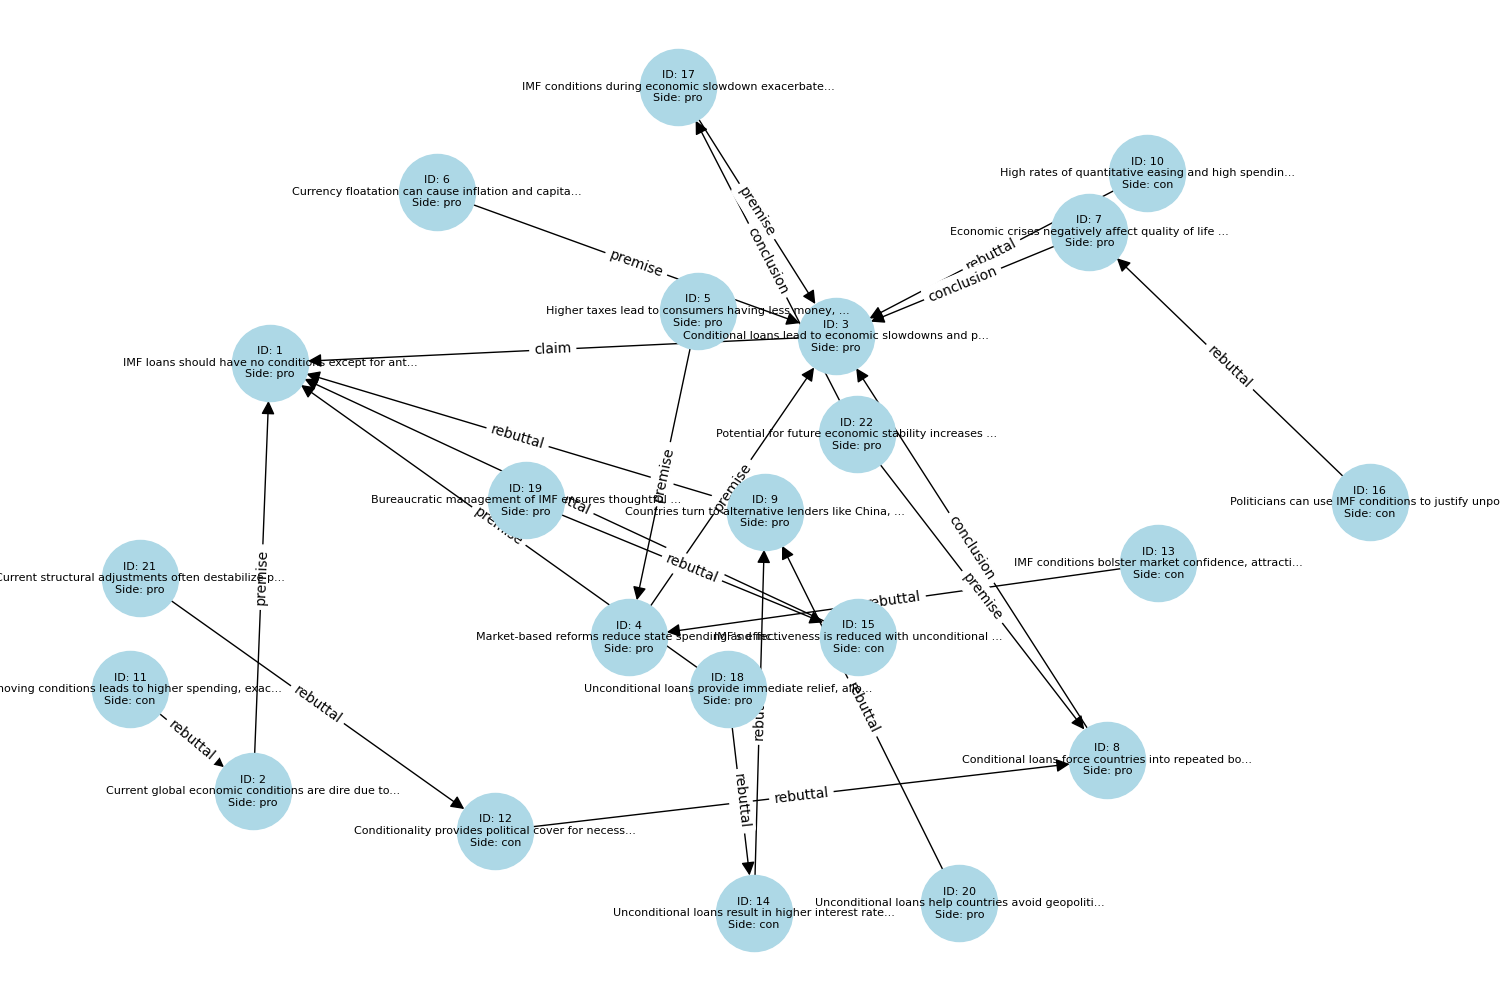 ID: 17
IMF conditions during economic slowdown exacerbate...
Side: pro
ID: 10
High rates of quantitative easing and high spendin...
Side: con
ID: 6
Currency floatation can cause inflation and capita...
Side: pro
ID: 7
Economic crises negatively affect quality of life ...
Side: pro
premise
conclusion
rebuttal
conclusion
premise
ID: 5
Higher taxes lead to consumers having less money, ...
Side: pro
ID: 3
Conditional loans lead to economic slowdowns and p...
Side: pro
claim
ID: 1
IMF loans should have no conditions except for ant...
Side: pro
rebuttal
ID: 22
Potential for future economic stability increases ...
Side: pro
rebuttal
premise
premise
ID: 19
Bureaucratic management of IMF ensures thoughtful ...
Side: pro
ID: 9
Countries turn to alternative lenders like China, ...
Side: pro
ID: 16
Politicians can use IMF conditions to justify unpo
Side: con
premise
conclusion
ID: 13
IMF conditions bolster market confidence, attracti...
Side: con
rebuttal
premise
premise
ID: 21
Current structural adjustments often destabilize p...
Side: pro
rebuttal
ID: 4
Market-based reforms reduce state spending and
Side: pro
ID: 15
effectiveness is reduced with unconditional ...
Side: con
ID: 11
conditions leads to higher spending, exac...
Side: con
ID: 18
Unconditional loans provide immediate relief,
Side: pro
rebuttal
rebuttal
rebuttal
rebuttal
ID: 8
Conditional loans force countries into repeated bo...
Side: pro
ID: 2
Current global economic conditions are dire due to...
Side: pro
rebuttal
rebuttal
ID: 12
Conditionality provides political cover for necess...
Side: con
ID: 14
Unconditional loans result in higher interest rate...
Side: con
ID: 20
Unconditional loans help countries avoid geopoliti...
Side: pro